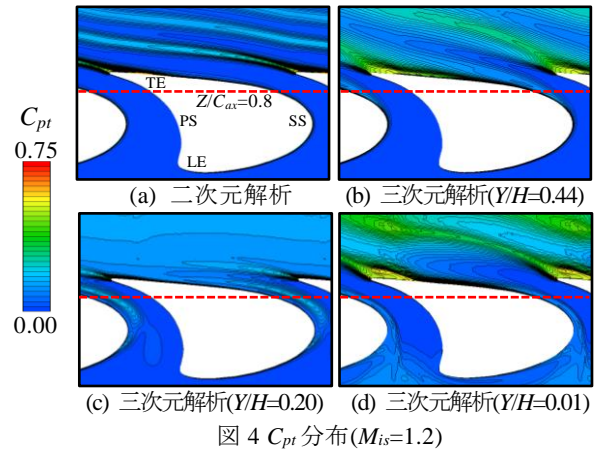 C_pt
0.75
0.00
TE
Z/C_ax=0.8
PS
SS
LE
(a) 二次元解析
(b) 三次元解析(Y/H=0.44)
(c) 三次元解析(Y/H=0.20)
(d) 三次元解析(Y/H=0.01)
図 4 C_pt 分布(M_is=1.2)